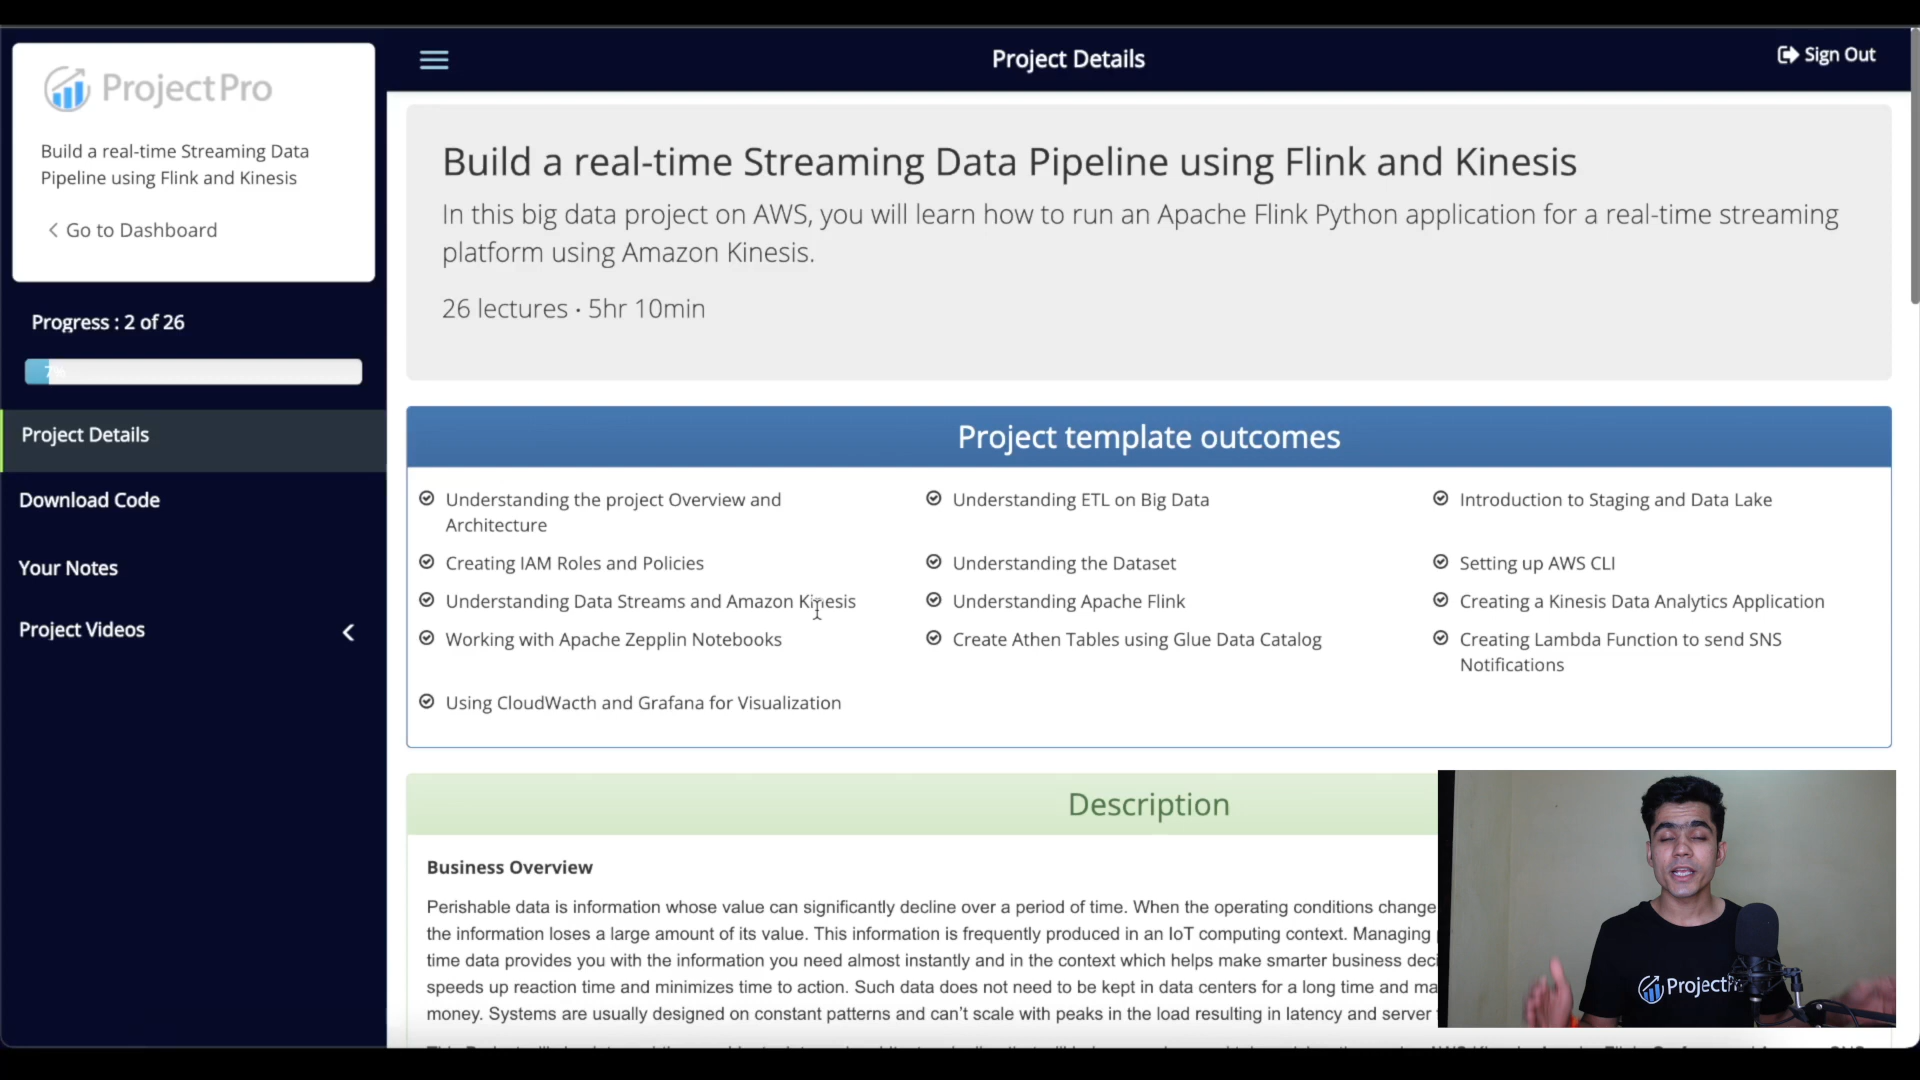 ProjectPro
Build a real-time Streaming Data
Pipeline using Flink and Kinesis
Go to Dashboard
Progress : 2 of 26
7%
Project Details
Download Code
Your Notes
Project Videos
Project Details
Sign Out
Build a real-time Streaming Data Pipeline using Flink and Kinesis
In this big data project on AWS, you will learn how to run an Apache Flink Python application for a real-time streaming
platform using Amazon Kinesis.
26 lectures · 5hr 10min
Project template outcomes
Understanding the project Overview and
Architecture
Understanding ETL on Big Data
Introduction to Staging and Data Lake
Creating IAM Roles and Policies
Understanding the Dataset
Setting up AWS CLI
Understanding Data Streams and Amazon Kinesis
Understanding Apache Flink
Creating a Kinesis Data Analytics Application
Working with Apache Zepplin Notebooks
Create Athen Tables using Glue Data Catalog
Creating Lambda Function to send SNS
Notifications
Using CloudWacth and Grafana for Visualization
Description
Business Overview
Perishable data is information whose value can significantly decline over a period of time. When the operating conditions change
the information loses a large amount of its value. This information is frequently produced in an IoT computing context. Managing
time data provides you with the information you need almost instantly and in the context which helps make smarter business
speeds up reaction time and minimizes time to action. Such data does not need to be kept in data centers for a long time and
money. Systems are usually designed on constant patterns and can't scale with peaks in the load resulting in latency and server